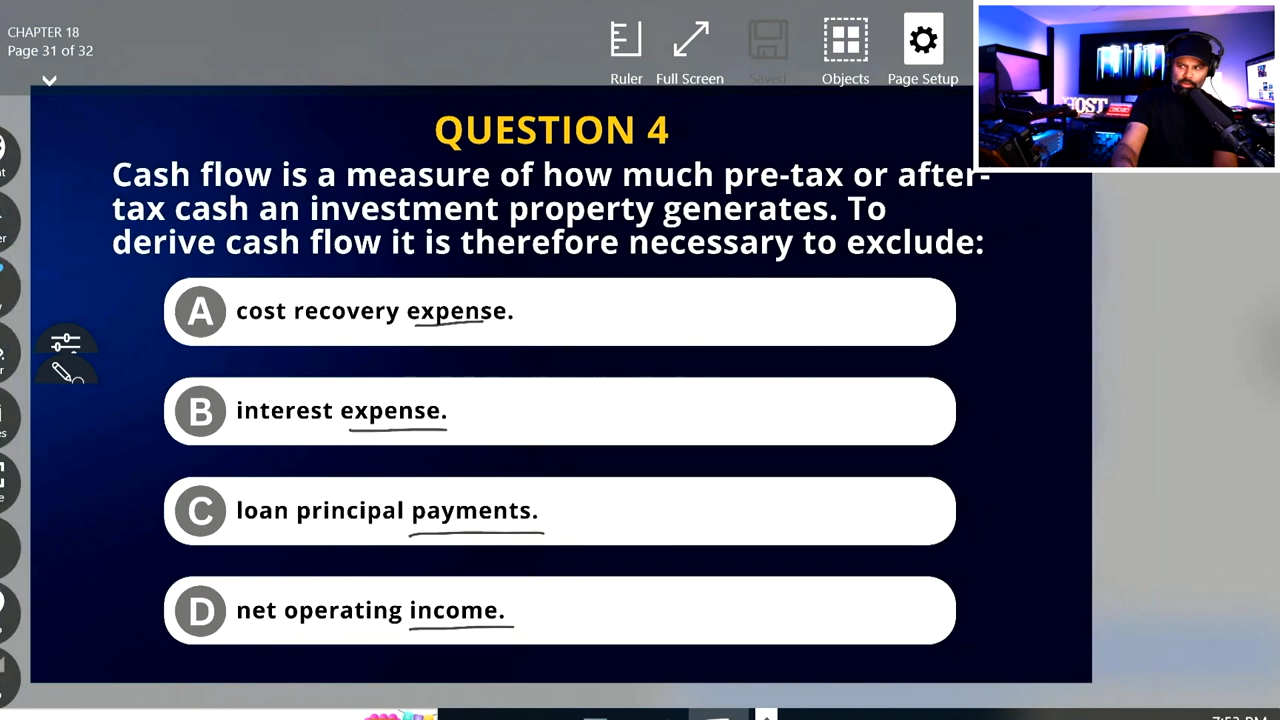 CHAPTER 18
Page 31 of 32
Ruler
Full Screen
Saved
Objects
Page Setup
HOST
QUESTION 4
Cash flow is a measure of how much pre-tax or after-
tax cash an investment property generates. To
derive cash flow it is therefore necessary to exclude:
A cost recovery expense.
B interest expense.
C loan principal payments.
D net operating income.